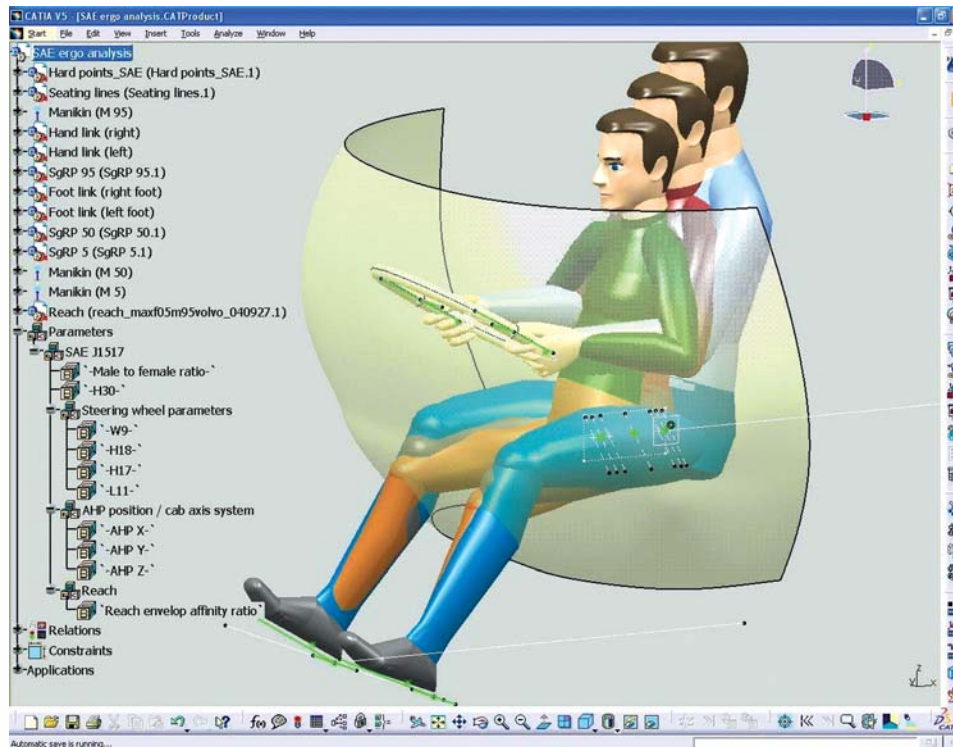 CATIA V5 - [SAE ergo analysis.CATProduct]
Start File Edit View Insert Tools Analyze Window Help
SAE ergo analysis
Hard points_SAE (Hard points_SAE.1)
Seating lines (Seating lines.1)
Manikin (M 95)
Hand link (right)
Hand link (left)
SgRP 95 (SgRP 95.1)
Foot link (right foot)
Foot link (left foot)
SgRP 50 (SgRP 50.1)
SgRP 5 (SgRP 5.1)
Manikin (M 50)
Manikin (M 5)
Reach (reach_maxf05m95volvo_040927.1)
Parameters
SAE J1517
`-Male to female ratio-`
`-H30-`
Steering wheel parameters
`-W9-`
`-H18-`
`-H17-`
`-L11-`
AHP position / cab axis system
`-AHP X-`
`-AHP Y-`
`-AHP Z-`
Reach
`Reach envelop affinity ratio`
Relations
Constraints
Applications
z
y x
f(x)
Automatic save is running...